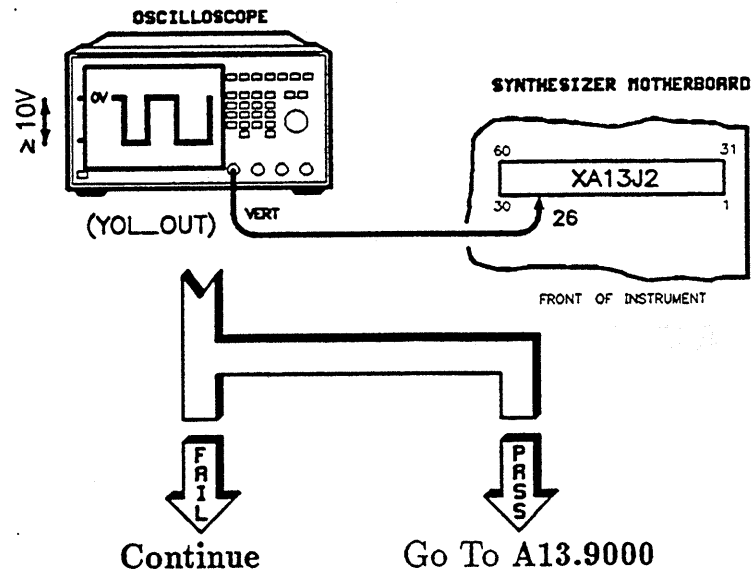 OSCILLOSCOPE
≥ 10V
0V
(YOL_OUT)
VERT
SYNTHESIZER MOTHERBOARD
60
31
XA13J2
30
26
1
FRONT OF INSTRUMENT
FAIL
PASS
Continue
Go To A13.9000